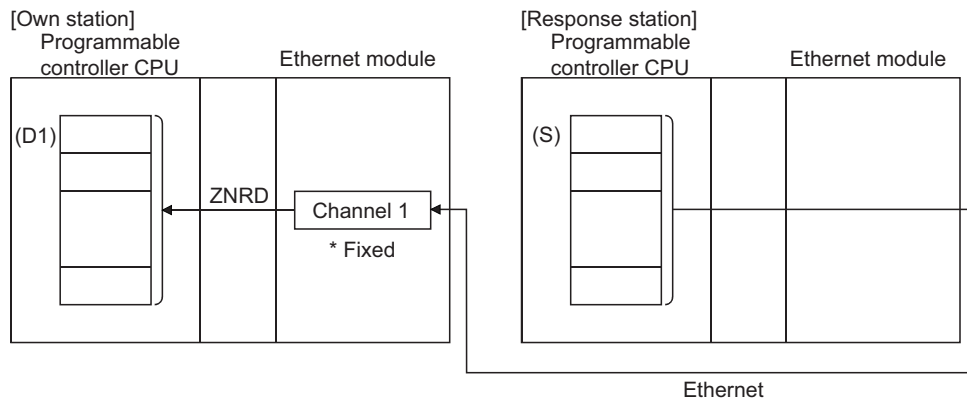 [Own station]
Programmable
controller CPU
Ethernet module
(D1)
ZNRD
Channel 1
* Fixed
[Response station]
Programmable
controller CPU
Ethernet module
(S)
Ethernet